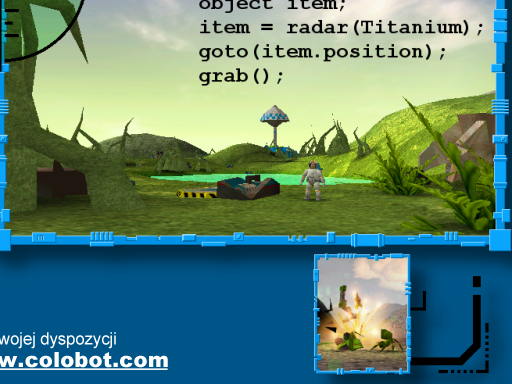 object item;
item = radar(Titanium);
goto(item.position);
grab();
wojej dyspozycji
w.colobot.com